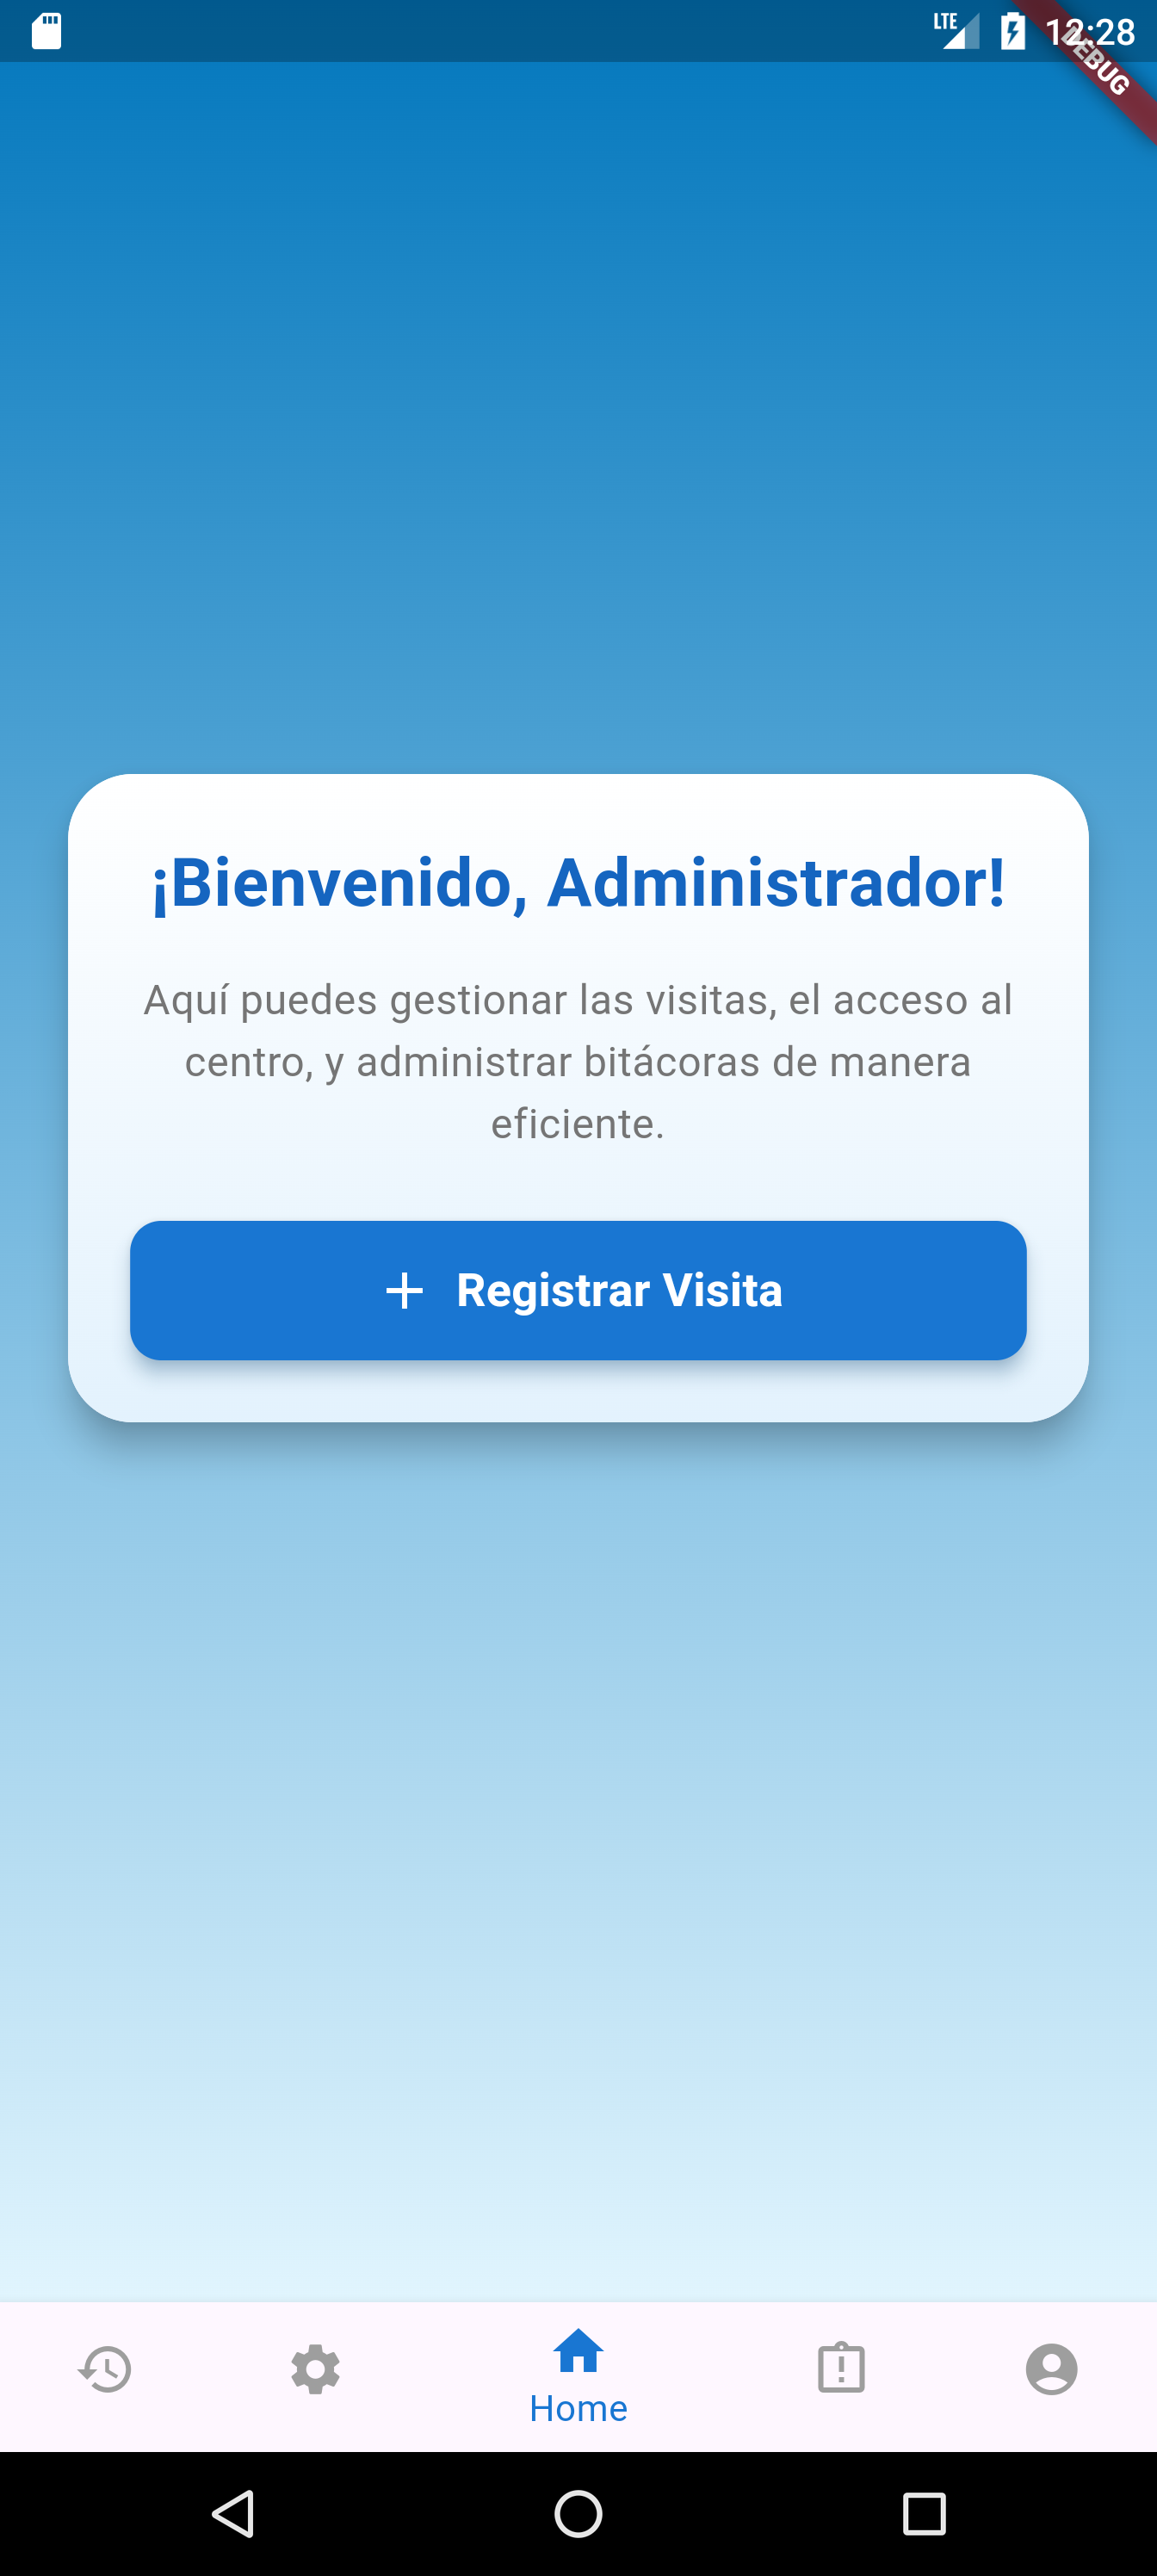 LTE 12:28
DEBUG
¡Bienvenido, Administrador!
Aquí puedes gestionar las visitas, el acceso al
centro, y administrar bitácoras de manera
eficiente.
Registrar Visita
Home